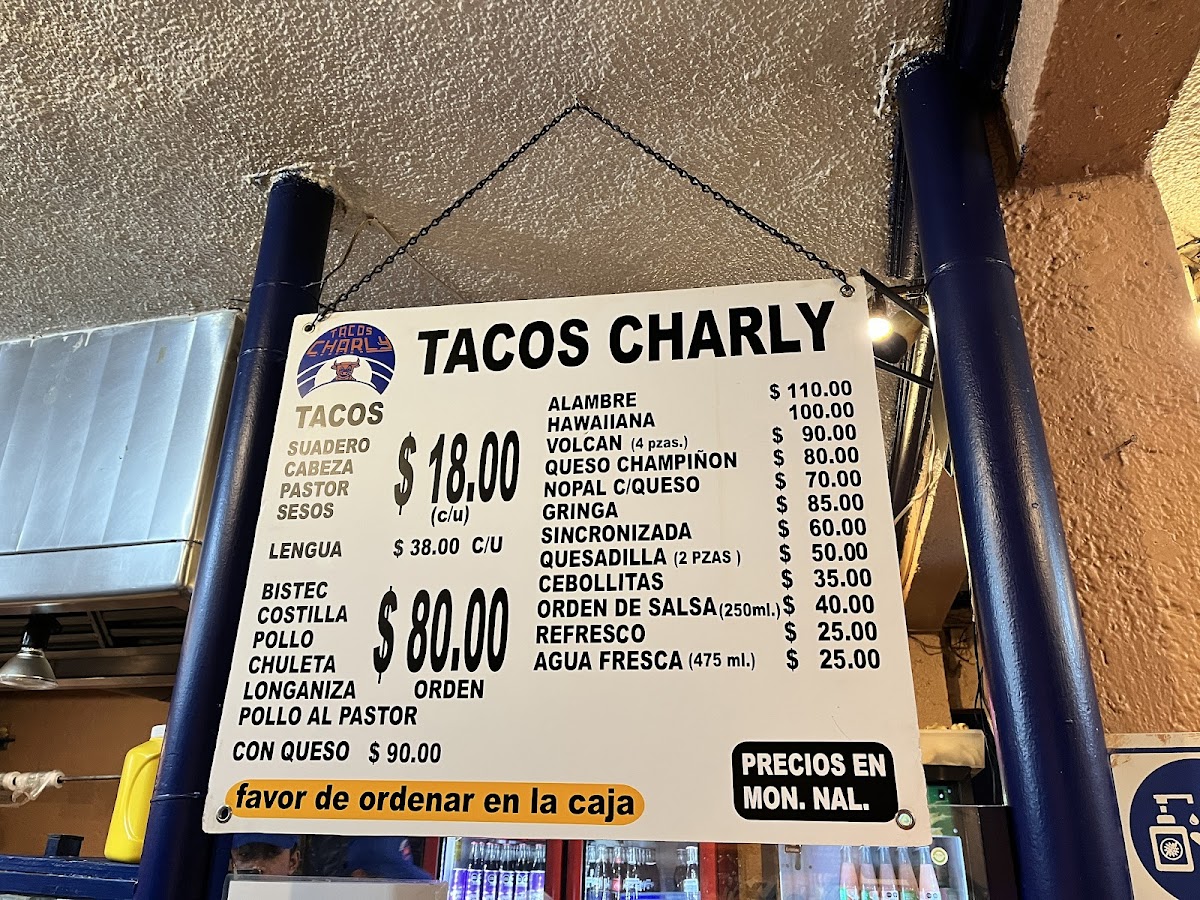 TACOS CHARLY
TACOS CHARLY
TACOS
SUADERO
CABEZA
PASTOR
SESOS
$ 18.00
(c/u)
LENGUA $ 38.00 C/U
BISTEC
COSTILLA
POLLO
CHULETA
LONGANIZA
POLLO AL PASTOR
$ 80.00
ORDEN
CON QUESO $ 90.00
ALAMBRE $ 110.00
HAWAIIANA 100.00
VOLCAN (4 pzas.) $ 90.00
QUESO CHAMPIÑON $ 80.00
NOPAL C/QUESO $ 70.00
GRINGA $ 85.00
SINCRONIZADA $ 60.00
QUESADILLA (2 PZAS ) $ 50.00
CEBOLLITAS $ 35.00
ORDEN DE SALSA (250ml.) $ 40.00
REFRESCO $ 25.00
AGUA FRESCA (475 ml.) $ 25.00
favor de ordenar en la caja
PRECIOS EN
MON. NAL.